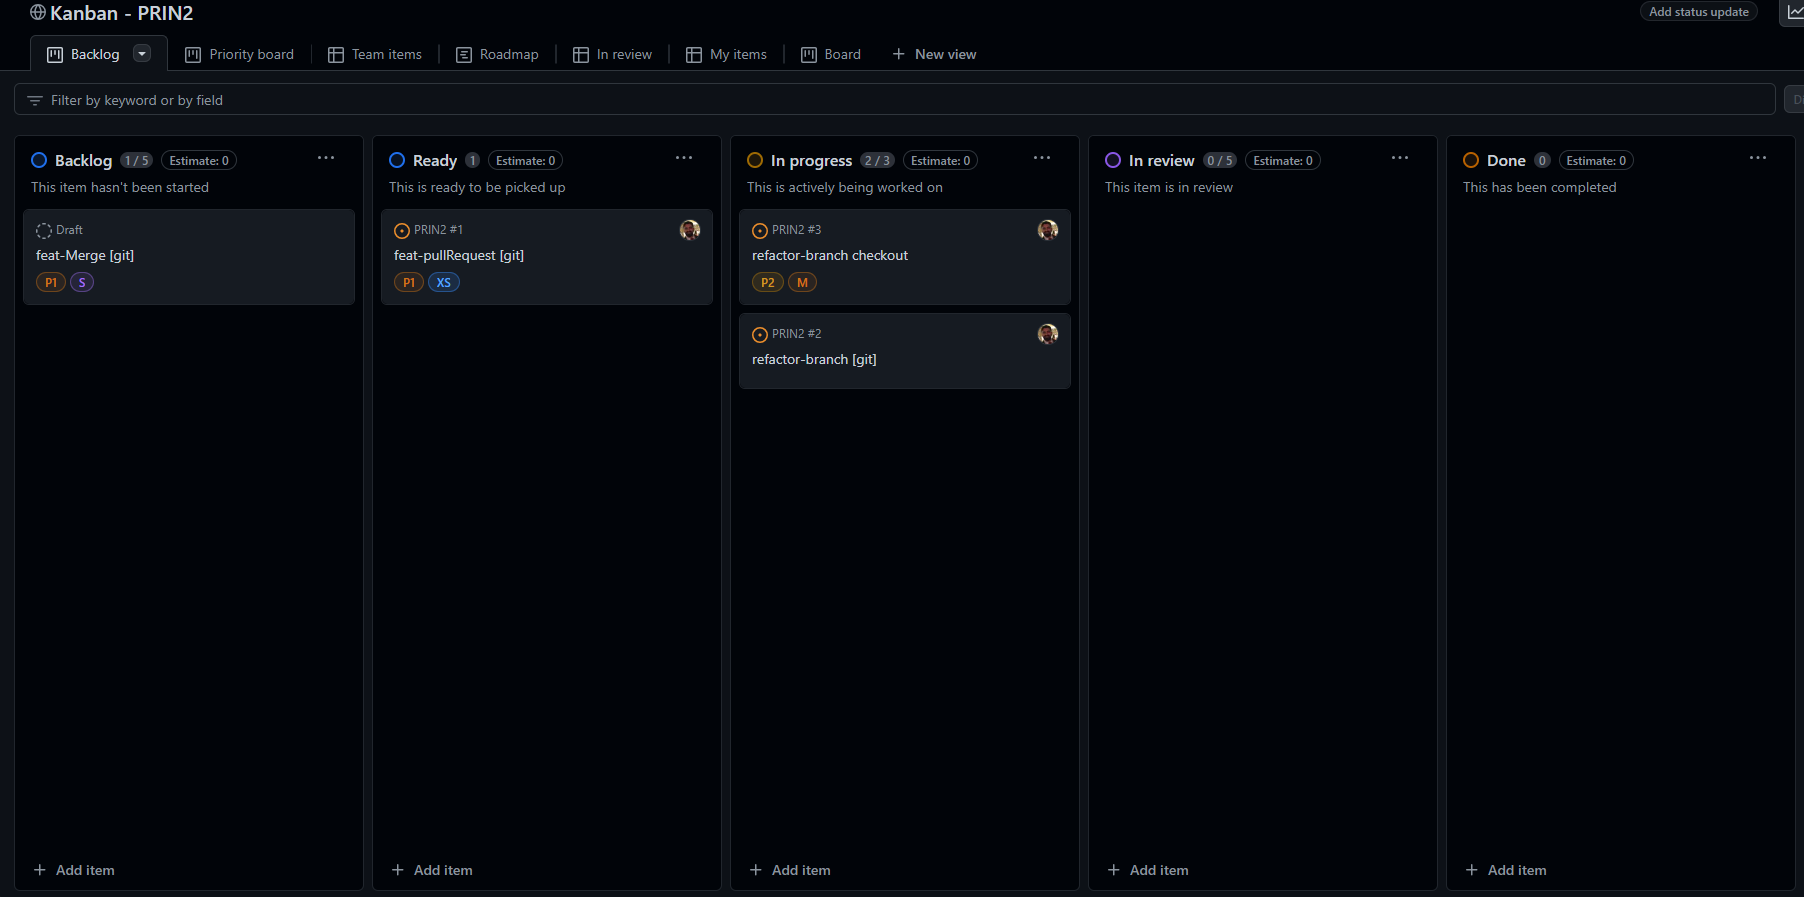 Kanban - PRIN2
Add status update
Backlog
Priority board
Team items
Roadmap
In review
My items
Board
New view
Filter by keyword or by field
Backlog 1 / 5 Estimate: 0
This item hasn't been started
Draft
feat-Merge [git]
P1 S
Add item
Ready 1 Estimate: 0
This is ready to be picked up
PRIN2 #1
feat-pullRequest [git]
P1 XS
Add item
In progress 2 / 3 Estimate: 0
This is actively being worked on
PRIN2 #3
refactor-branch checkout
P2 M
PRIN2 #2
refactor-branch [git]
Add item
In review 0 / 5 Estimate: 0
This item is in review
Add item
Done 0 Estimate: 0
This has been completed
Add item